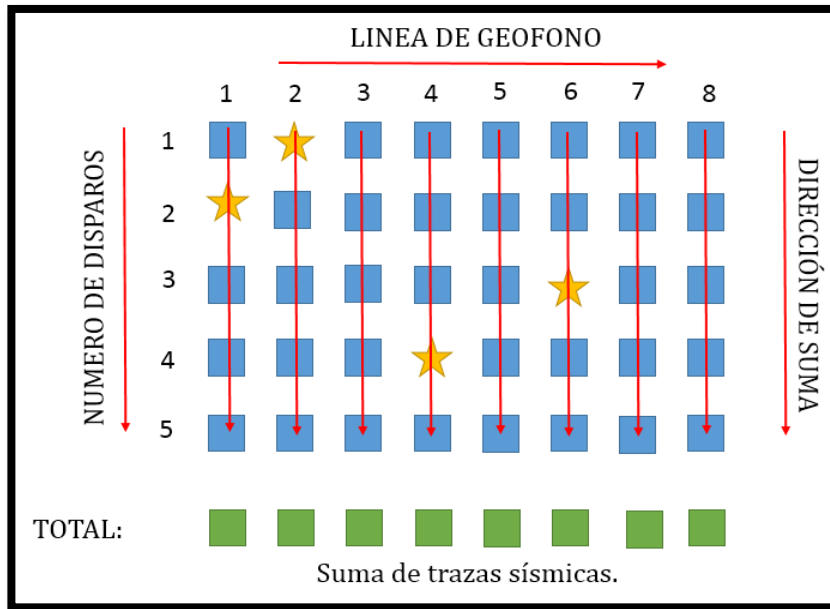 LINEA DE GEOFONO
1 2 3 4 5 6 7 8
NUMERO DE DISPAROS
1
2
3
4
5
DIRECCIÓN DE SUMA
TOTAL:
Suma de trazas sísmicas.